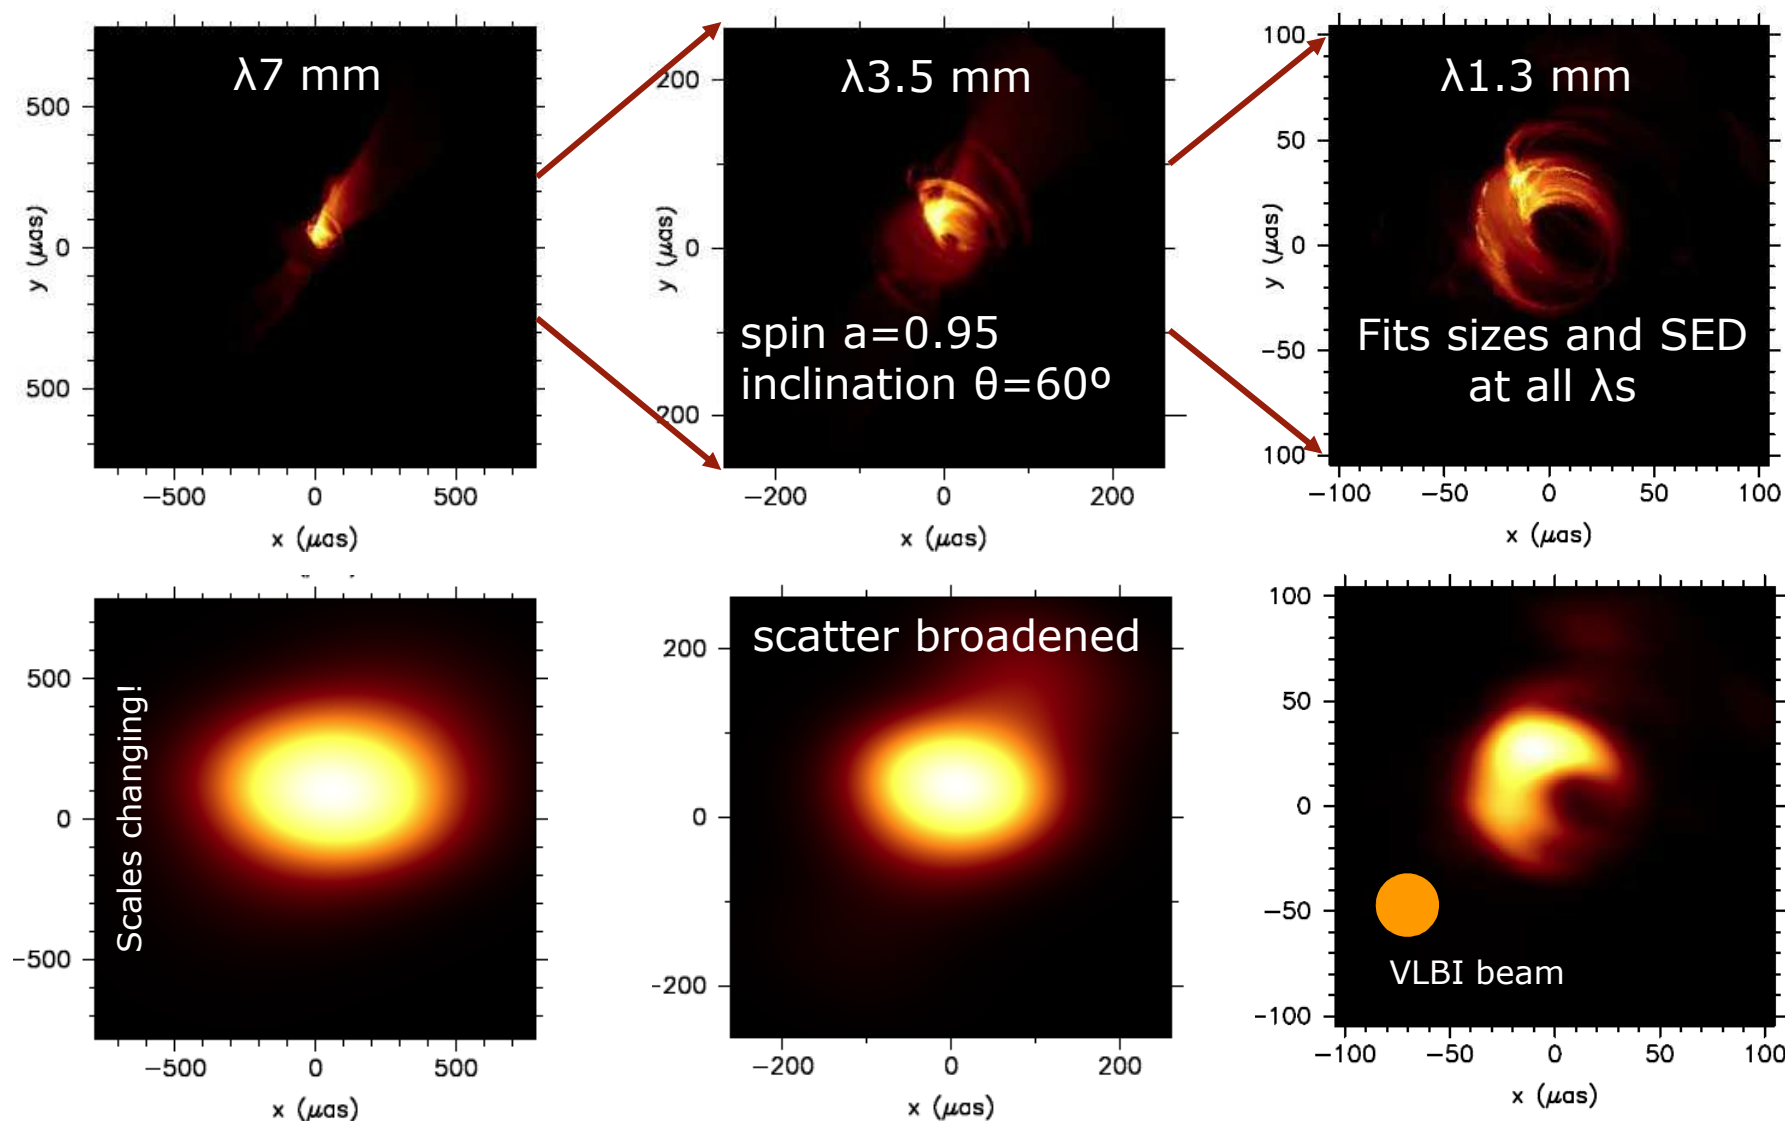 λ7 mm
500
0
500
y (μas)
−500 0 500
x (μas)
λ3.5 mm
200
0
200
y (μas)
spin a=0.95
inclination θ=60º
−200 0 200
x (μas)
λ1.3 mm
100
50
0
−50
100
y (μas)
Fits sizes and SED
at all λs
−100 −50 0 50 100
x (μas)
500
0
−500
Scales changing!
−500 0 500
x (μas)
scatter broadened
200
0
-200
−200 0 200
x (μas)
100
50
0
−50
−100
VLBI beam
−100 −50 0 50 100
x (μas)